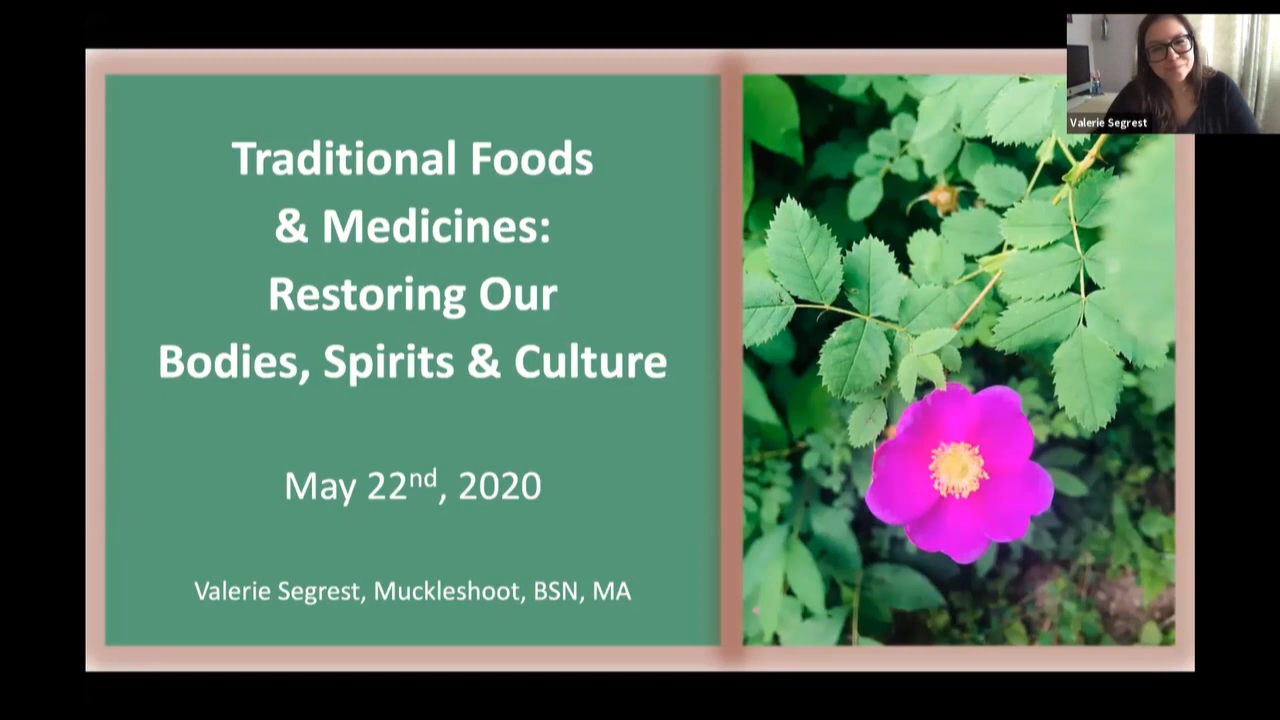 Traditional Foods
& Medicines:
Restoring Our
Bodies, Spirits & Culture
May 22nd, 2020
Valerie Segrest, Muckleshoot, BSN, MA
Valerie Segrest